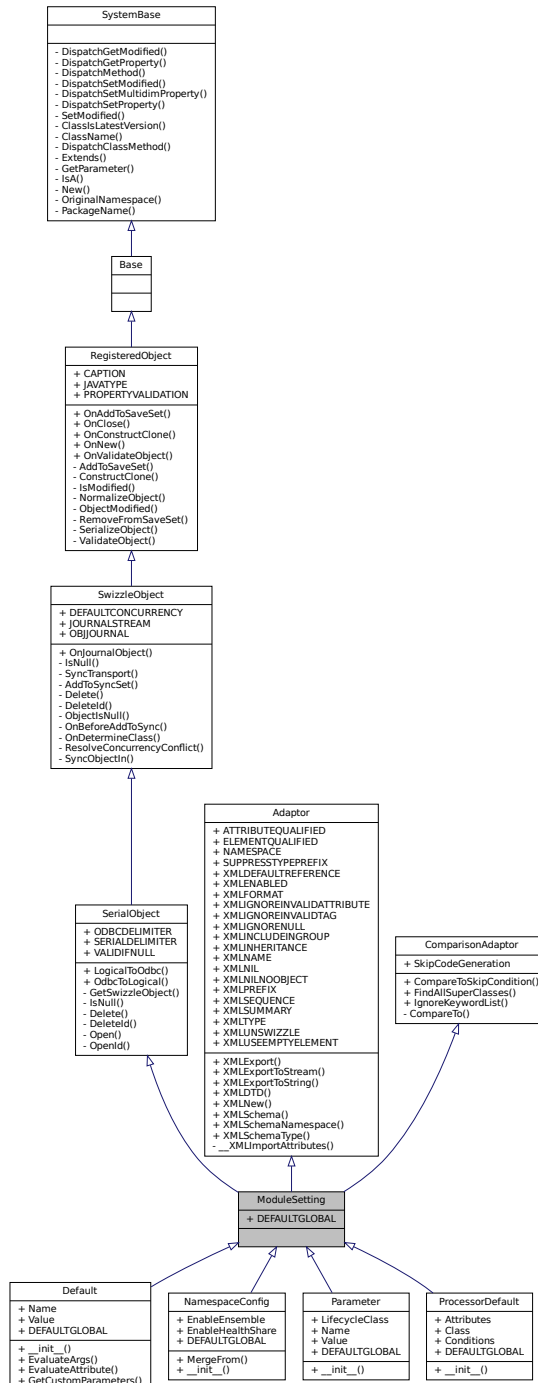 SystemBase
- DispatchGetModified()
- DispatchGetProperty()
- DispatchMethod()
- DispatchSetModified()
- DispatchSetMultidimProperty()
- DispatchSetProperty()
- SetModified()
- ClassIsLatestVersion()
- ClassName()
- DispatchClassMethod()
- Extends()
- GetParameter()
- IsA()
- New()
- OriginalNamespace()
- PackageName()
Base
RegisteredObject
+ CAPTION
+ JAVATYPE
+ PROPERTYVALIDATION
+ OnAddToSaveSet()
+ OnClose()
+ OnConstructClone()
+ OnNew()
+ OnValidateObject()
- AddToSaveSet()
- ConstructClone()
- IsModified()
- NormalizeObject()
- ObjectModified()
- RemoveFromSaveSet()
- SerializeObject()
- ValidateObject()
SwizzleObject
+ DEFAULTCONCURRENCY
+ JOURNALSTREAM
+ OBJJOURNAL
+ OnJournalObject()
- IsNull()
- SyncTransport()
- AddToSyncSet()
- Delete()
- DeleteId()
- ObjectIsNull()
- OnBeforeAddToSync()
- OnDetermineClass()
- ResolveConcurrencyConflict()
- SyncObjectIn()
SerialObject
+ ODBCDELIMITER
+ SERIALDELIMITER
+ VALIDIFNULL
+ LogicalToOdbc()
+ OdbcToLogical()
- GetSwizzleObject()
- IsNull()
- Delete()
- DeleteId()
- Open()
- OpenId()
Adaptor
+ ATTRIBUTEQUALIFIED
+ ELEMENTQUALIFIED
+ NAMESPACE
+ SUPPRESSTYPEPREFIX
+ XMLDEFAULTREFERENCE
+ XMLENABLED
+ XMLFORMAT
+ XMLIGNOREINVALIDATTRIBUTE
+ XMLIGNOREINVALIDTAG
+ XMLIGNORENULL
+ XMLINCLUDEINGROUP
+ XMLINHERITANCE
+ XMLNAME
+ XMLNIL
+ XMLNILNOOBJECT
+ XMLPREFIX
+ XMLSEQUENCE
+ XMLSUMMARY
+ XMLTYPE
+ XMLUNSWIZZLE
+ XMLUSEEMPTYELEMENT
+ XMLExport()
+ XMLExportToStream()
+ XMLExportToString()
+ XMLDTD()
+ XMLNew()
+ XMLSchema()
+ XMLSchemaNamespace()
+ XMLSchemaType()
- __XMLImportAttributes()
ComparisonAdaptor
+ SkipCodeGeneration
+ CompareToSkipCondition()
+ FindAllSuperClasses()
+ IgnoreKeywordList()
- CompareTo()
ModuleSetting
+ DEFAULTGLOBAL
Default
+ Name
+ Value
+ DEFAULTGLOBAL
+ __init__()
+ EvaluateArgs()
+ EvaluateAttribute()
+ GetCustomParameters()
NamespaceConfig
+ EnableEnsemble
+ EnableHealthShare
+ DEFAULTGLOBAL
+ MergeFrom()
+ __init__()
Parameter
+ LifecycleClass
+ Name
+ Value
+ DEFAULTGLOBAL
+ __init__()
ProcessorDefault
+ Attributes
+ Class
+ Conditions
+ DEFAULTGLOBAL
+ __init__()